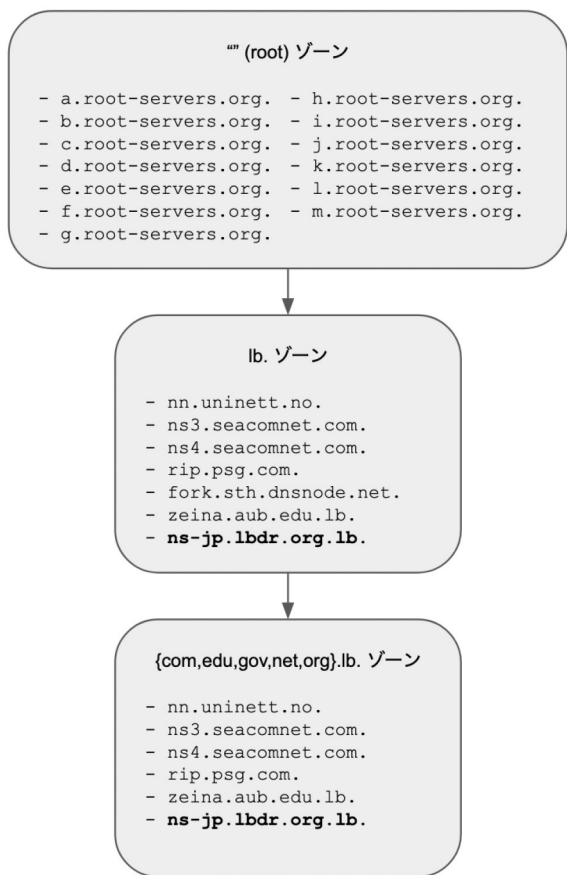 “” (root) ゾーン
- a.root-servers.org. - h.root-servers.org.
- b.root-servers.org. - i.root-servers.org.
- c.root-servers.org. - j.root-servers.org.
- d.root-servers.org. - k.root-servers.org.
- e.root-servers.org. - l.root-servers.org.
- f.root-servers.org. - m.root-servers.org.
- g.root-servers.org.
lb. ゾーン
- nn.uninett.no.
- ns3.seacomnet.com.
- ns4.seacomnet.com.
- rip.psg.com.
- fork.sth.dnsnode.net.
- zeina.aub.edu.lb.
- ns-jp.lbdr.org.lb.
{com,edu,gov,net,org}.lb. ゾーン
- nn.uninett.no.
- ns3.seacomnet.com.
- ns4.seacomnet.com.
- rip.psg.com.
- zeina.aub.edu.lb.
- ns-jp.lbdr.org.lb.